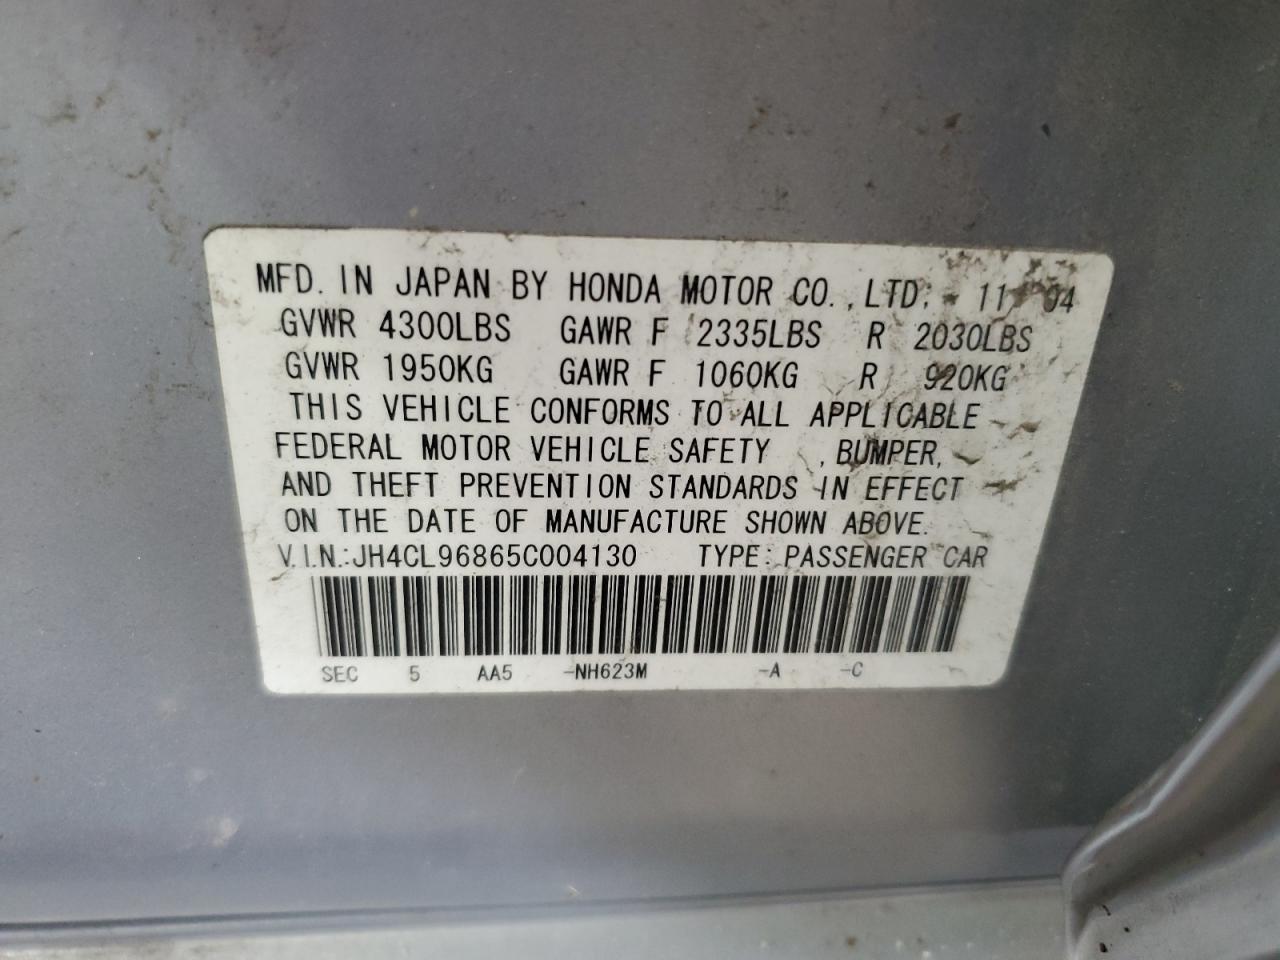 MFD. IN JAPAN BY HONDA MOTOR CO., LTD. 11/04
GVWR 4300LBS GAWR F 2335LBS R 2030LBS
GVWR 1950KG GAWR F 1060KG R 920KG
THIS VEHICLE CONFORMS TO ALL APPLICABLE
FEDERAL MOTOR VEHICLE SAFETY , BUMPER,
AND THEFT PREVENTION STANDARDS IN EFFECT
ON THE DATE OF MANUFACTURE SHOWN ABOVE.
V.I.N.:JH4CL96865C004130 TYPE:PASSENGER CAR
SEC 5 AA5 -NH623M -A -C